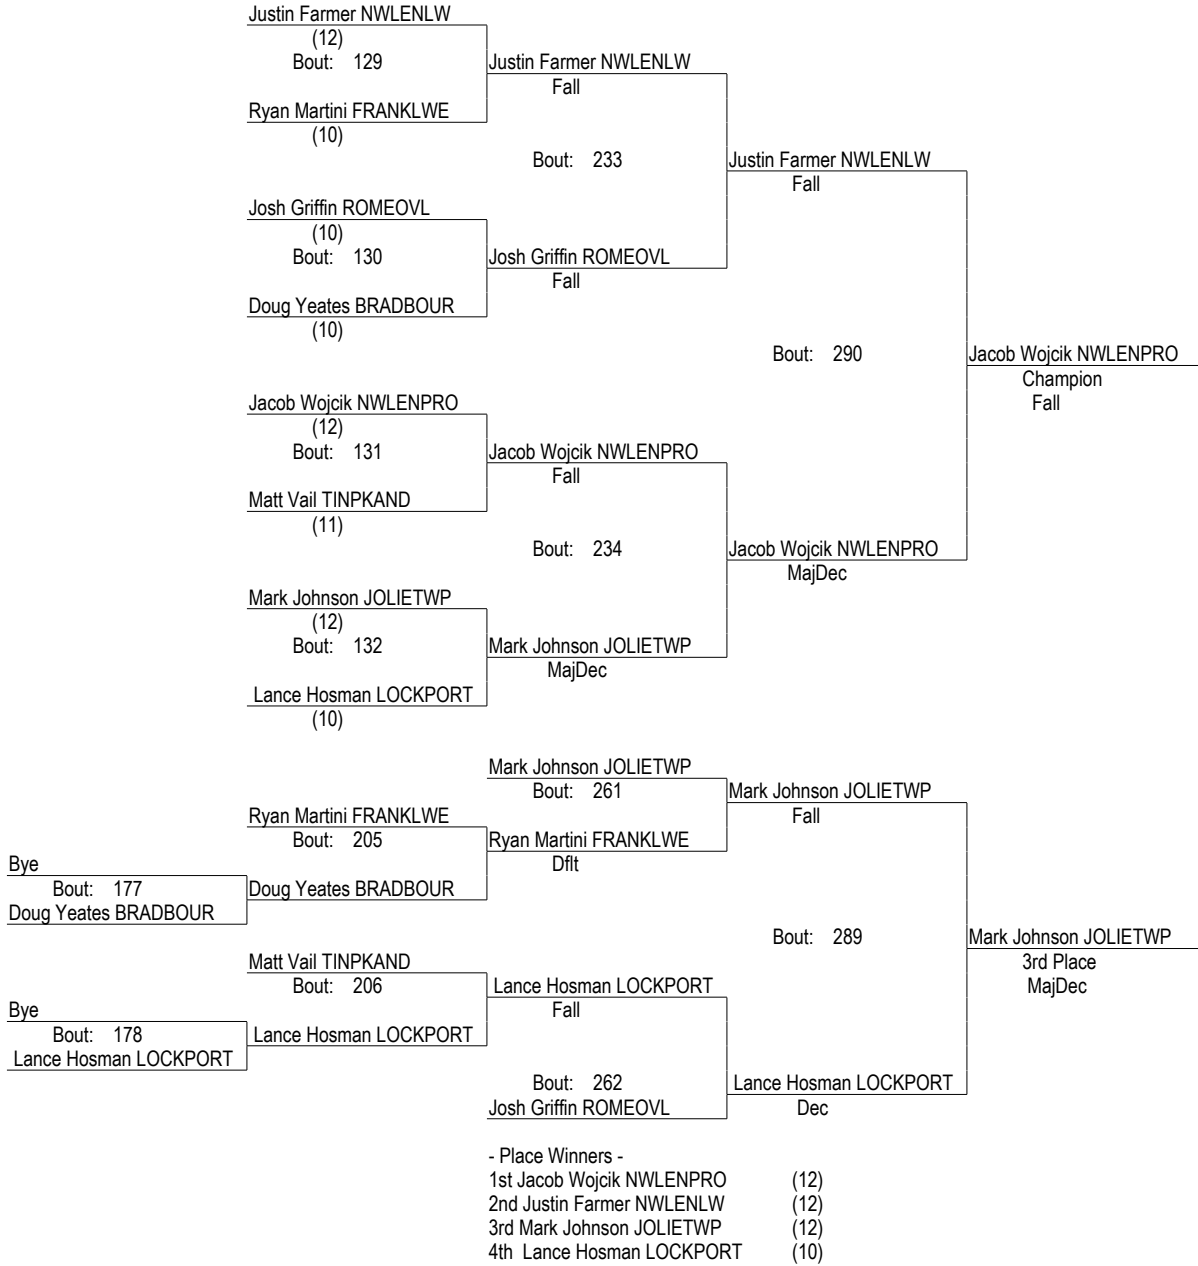 Justin Farmer NWLENLW
(12)
Bout: 129
Justin Farmer NWLENLW
Fall
Ryan Martini FRANKLWE
(10)
Bout: 233
Justin Farmer NWLENLW
Fall
Josh Griffin ROMEOVL
(10)
Bout: 130
Josh Griffin ROMEOVL
Fall
Doug Yeates BRADBOUR
(10)
Bout: 290
Jacob Wojcik NWLENPRO
Champion
Fall
Jacob Wojcik NWLENPRO
(12)
Bout: 131
Jacob Wojcik NWLENPRO
Fall
Matt Vail TINPKAND
(11)
Bout: 234
Jacob Wojcik NWLENPRO
MajDec
Mark Johnson JOLIETWP
(12)
Bout: 132
Mark Johnson JOLIETWP
MajDec
Lance Hosman LOCKPORT
(10)
Mark Johnson JOLIETWP
Bout: 261
Mark Johnson JOLIETWP
Fall
Ryan Martini FRANKLWE
Bout: 205
Ryan Martini FRANKLWE
Dflt
Bye
Bout: 177
Doug Yeates BRADBOUR
Doug Yeates BRADBOUR
Bout: 289
Mark Johnson JOLIETWP
3rd Place
MajDec
Matt Vail TINPKAND
Bout: 206
Lance Hosman LOCKPORT
Fall
Bye
Bout: 178
Lance Hosman LOCKPORT
Lance Hosman LOCKPORT
Bout: 262
Lance Hosman LOCKPORT
Dec
Josh Griffin ROMEOVL
- Place Winners -
1st Jacob Wojcik NWLENPRO (12)
2nd Justin Farmer NWLENLW (12)
3rd Mark Johnson JOLIETWP (12)
4th Lance Hosman LOCKPORT (10)